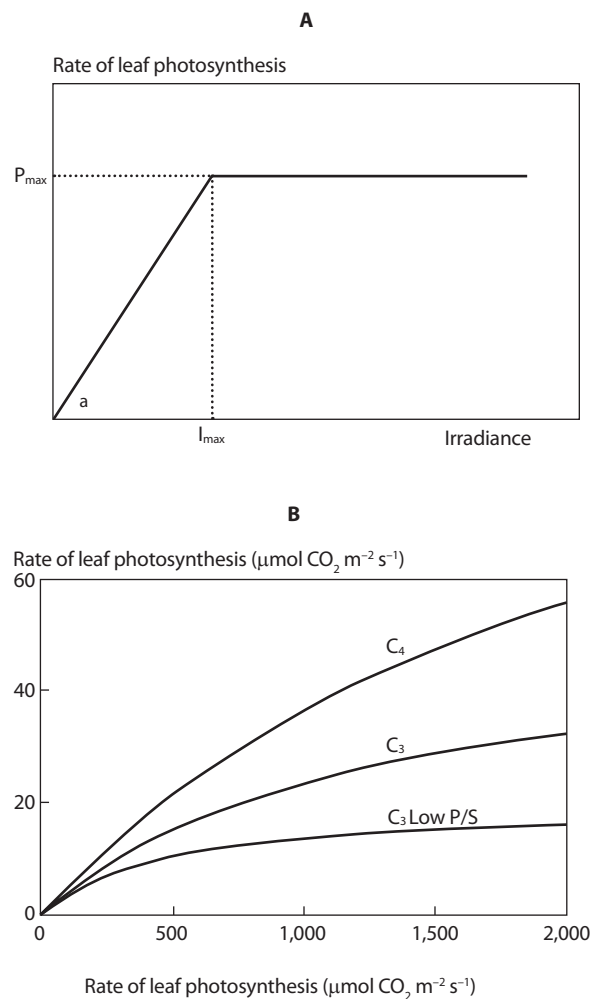 A
Rate of leaf photosynthesis
Pmax
a
Imax
Irradiance
B
Rate of leaf photosynthesis (µmol CO₂ m⁻² s⁻¹)
60
40
20
0
C₄
C₃
C₃ Low P/S
0 500 1,000 1,500 2,000
Rate of leaf photosynthesis (µmol CO₂ m⁻² s⁻¹)